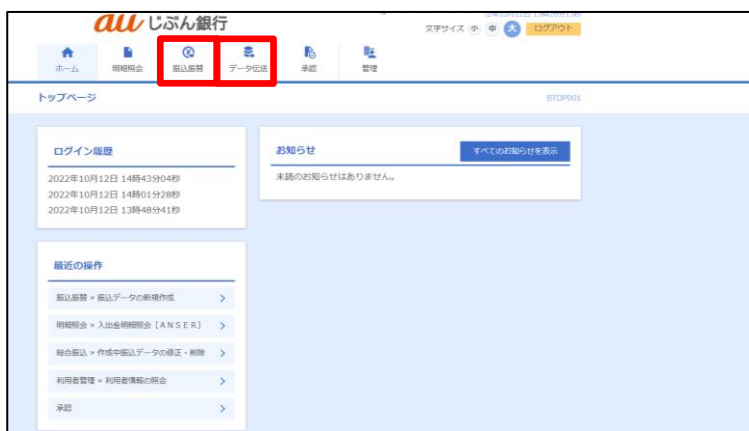 au じぶん銀行
文字サイズ 小 中 大 ログアウト
ホーム 明細照会 振込振替 データ伝送 承認 管理
トップページ BTOP001
ログイン履歴
2022年10月12日 14時43分04秒
2022年10月12日 14時01分28秒
2022年10月12日 13時48分41秒
お知らせ すべてのお知らせを表示
未読のお知らせはありません。
最近の操作
振込振替 » 振込データの新規作成
明細照会 » 入出金明細照会［ＡＮＳＥＲ］
総合振込 » 作成中振込データの修正・削除
利用者管理 » 利用者情報の照会
承認